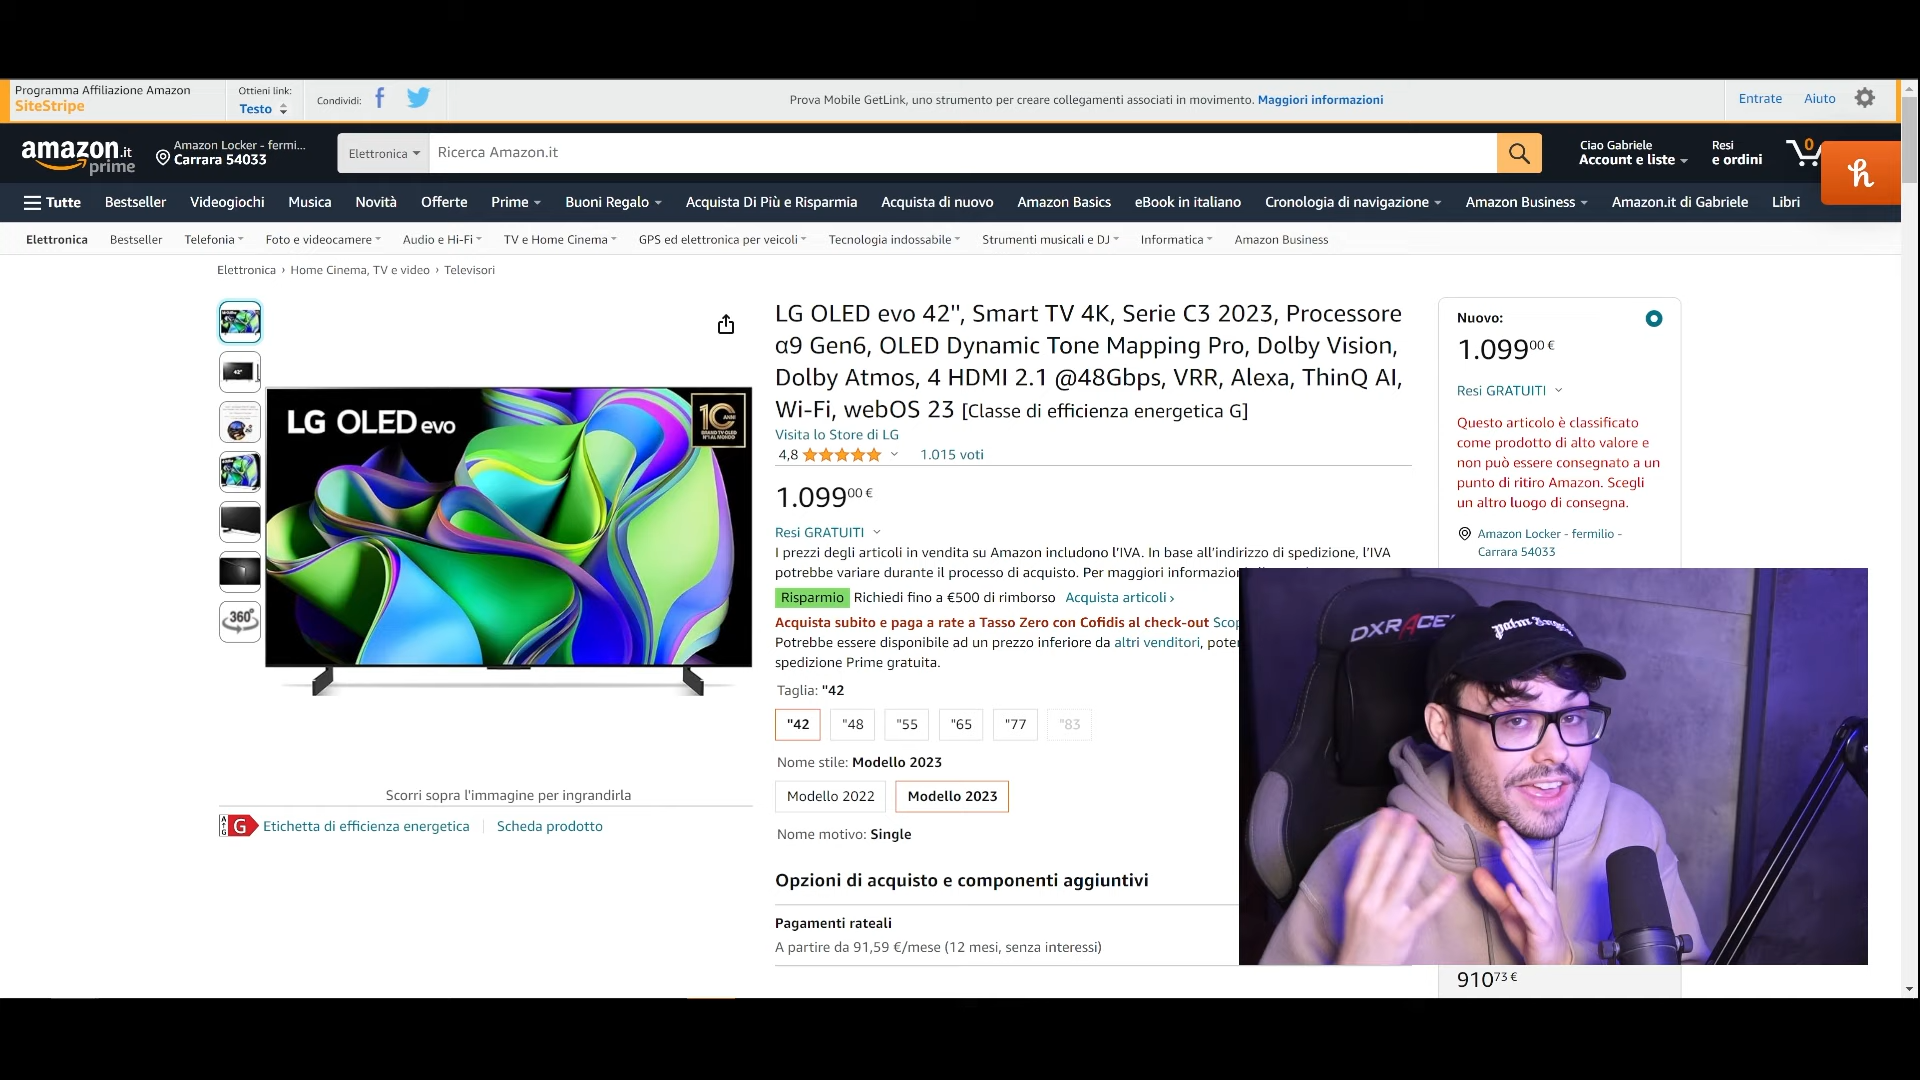 Programma Affiliazione Amazon
SiteStripe
Ottieni link:
Testo
Condividi:
Prova Mobile GetLink, uno strumento per creare collegamenti associati in movimento. Maggiori informazioni
Entrate
Aiuto
amazon.it
prime
Amazon Locker - fermi...
Carrara 54033
Elettronica
Ricerca Amazon.it
Ciao Gabriele
Account e liste
Resi
e ordini
0
Tutte Bestseller Videogiochi Musica Novità Offerte Prime Buoni Regalo Acquista Di Più e Risparmia Acquista di nuovo Amazon Basics eBook in italiano Cronologia di navigazione Amazon Business Amazon.it di Gabriele Libri
Elettronica Bestseller Telefonia Foto e videocamere Audio e Hi-Fi TV e Home Cinema GPS ed elettronica per veicoli Tecnologia indossabile Strumenti musicali e DJ Informatica Amazon Business
Elettronica › Home Cinema, TV e video › Televisori
42"
360°
LG OLED evo
10
ANNI
Scorri sopra l'immagine per ingrandirla
A
G
G
Etichetta di efficienza energetica
Scheda prodotto
LG OLED evo 42'', Smart TV 4K, Serie C3 2023, Processore
α9 Gen6, OLED Dynamic Tone Mapping Pro, Dolby Vision,
Dolby Atmos, 4 HDMI 2.1 @48Gbps, VRR, Alexa, ThinQ AI,
Wi-Fi, webOS 23 [Classe di efficienza energetica G]
Visita lo Store di LG
4,8
1.015 voti
1.09900 €
Resi GRATUITI
I prezzi degli articoli in vendita su Amazon includono l'IVA. In base all'indirizzo di spedizione, l'IVA
potrebbe variare durante il processo di acquisto. Per maggiori informazion
Risparmio Richiedi fino a €500 di rimborso Acquista articoli ›
Acquista subito e paga a rate a Tasso Zero con Cofidis al check-out Scop
Potrebbe essere disponibile ad un prezzo inferiore da altri venditori, poten
spedizione Prime gratuita.
Taglia: "42
"42
"48
"55
"65
"77
"83
Nome stile: Modello 2023
Modello 2022
Modello 2023
Nome motivo: Single
Opzioni di acquisto e componenti aggiuntivi
Pagamenti rateali
A partire da 91,59 €/mese (12 mesi, senza interessi)
Nuovo:
1.09900 €
Resi GRATUITI
Questo articolo è classificato
come prodotto di alto valore e
non può essere consegnato a un
punto di ritiro Amazon. Scegli
un altro luogo di consegna.
Amazon Locker - fermilio -
Carrara 54033
DXRACE
Palm Angels
91073 €